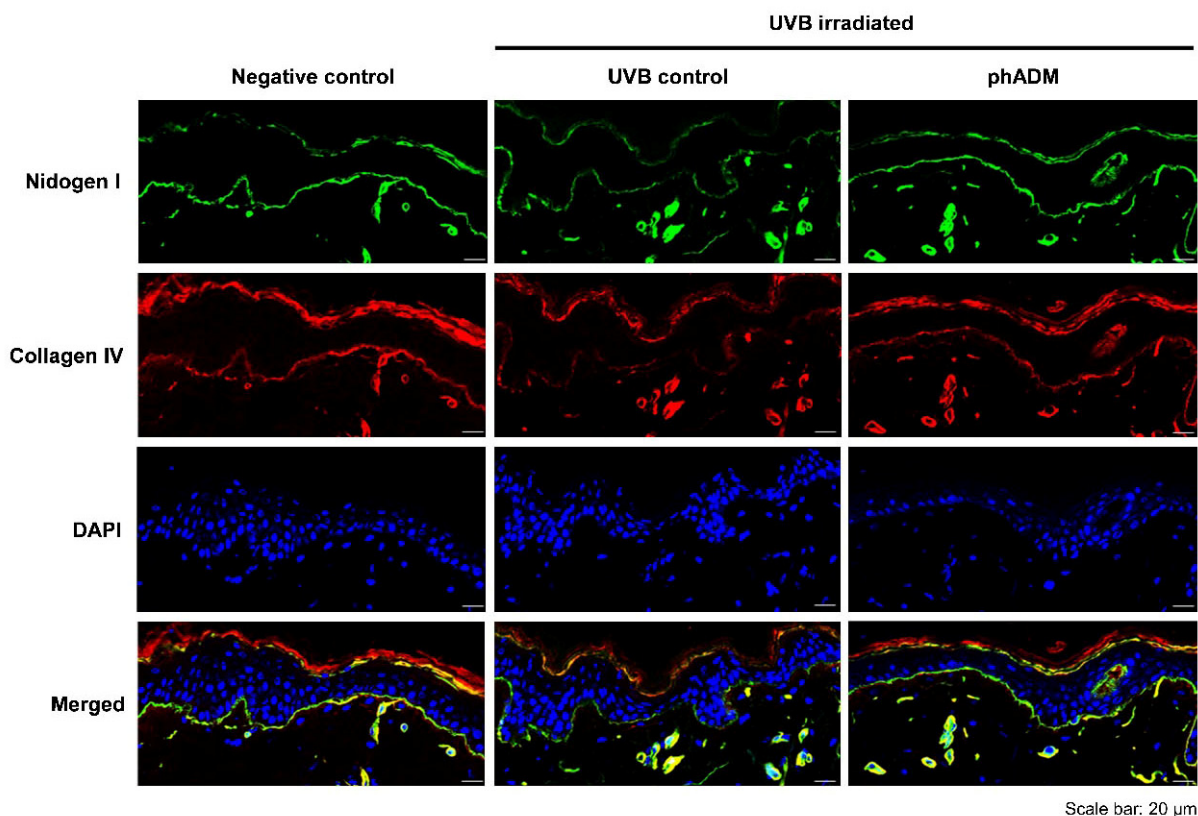 UVB irradiated
Negative control UVB control phADM
Nidogen I
Collagen IV
DAPI
Merged
Scale bar: 20 µm